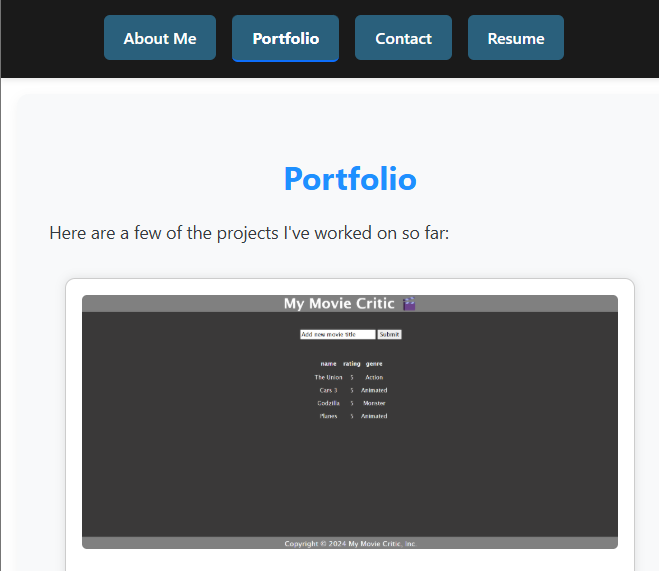 About Me Portfolio Contact Resume
Portfolio
Here are a few of the projects I've worked on so far:
My Movie Critic 🎬
Add new movie title Submit
name rating genre
The Union 5 Action
Cars 3 5 Animated
Godzilla 5 Monster
Planes 5 Animated
Copyright © 2024 My Movie Critic, Inc.